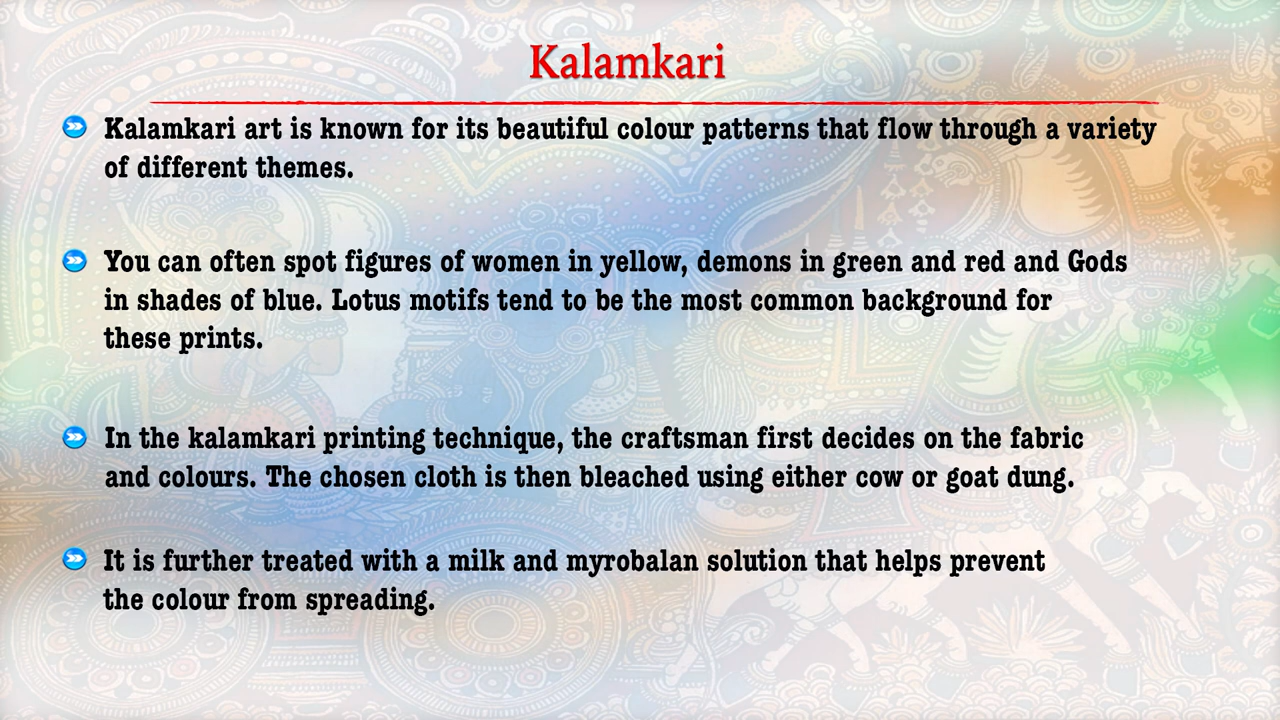 Kalamkari
Kalamkari art is known for its beautiful colour patterns that flow through a variety
of different themes.
You can often spot figures of women in yellow, demons in green and red and Gods
in shades of blue. Lotus motifs tend to be the most common background for
these prints.
In the kalamkari printing technique, the craftsman first decides on the fabric
and colours. The chosen cloth is then bleached using either cow or goat dung.
It is further treated with a milk and myrobalan solution that helps prevent
the colour from spreading.